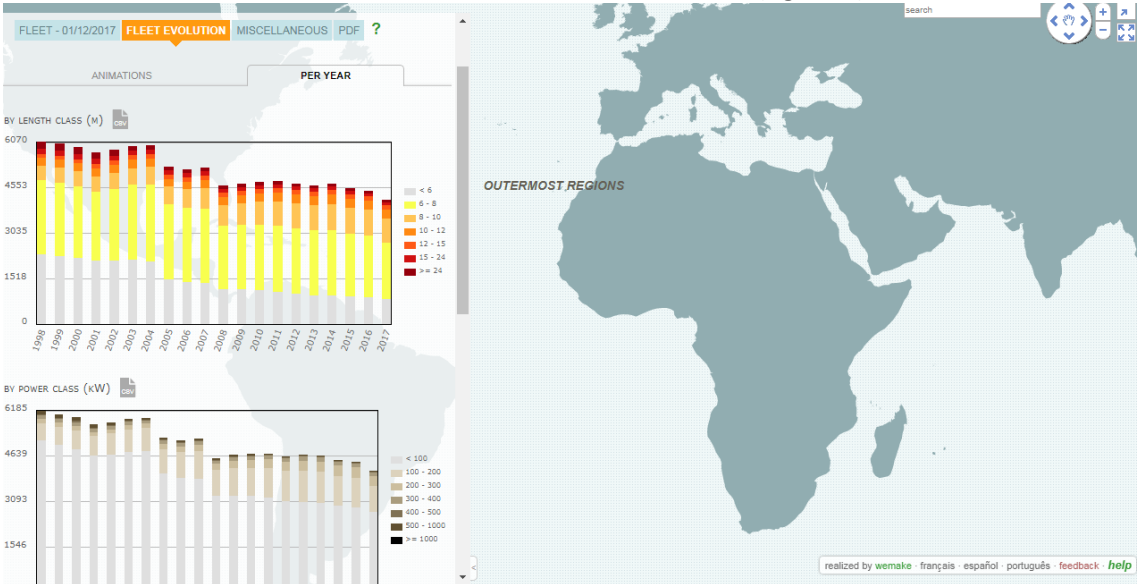 FLEET - 01/12/2017 FLEET EVOLUTION MISCELLANEOUS PDF ?
ANIMATIONS PER YEAR
BY LENGTH CLASS (M) CSV
6070
4553
3035
1518
0
< 6
6 - 8
8 - 10
10 - 12
12 - 15
15 - 24
>= 24
1998 1999 2000 2001 2002 2003 2004 2005 2006 2007 2008 2009 2010 2011 2012 2013 2014 2015 2016 2017
BY POWER CLASS (KW) CSV
6185
4639
3093
1546
< 100
100 - 200
200 - 300
300 - 400
400 - 500
500 - 1000
>= 1000
search
+
−
OUTERMOST REGIONS
<
realized by wemake · français · español · português · feedback · help